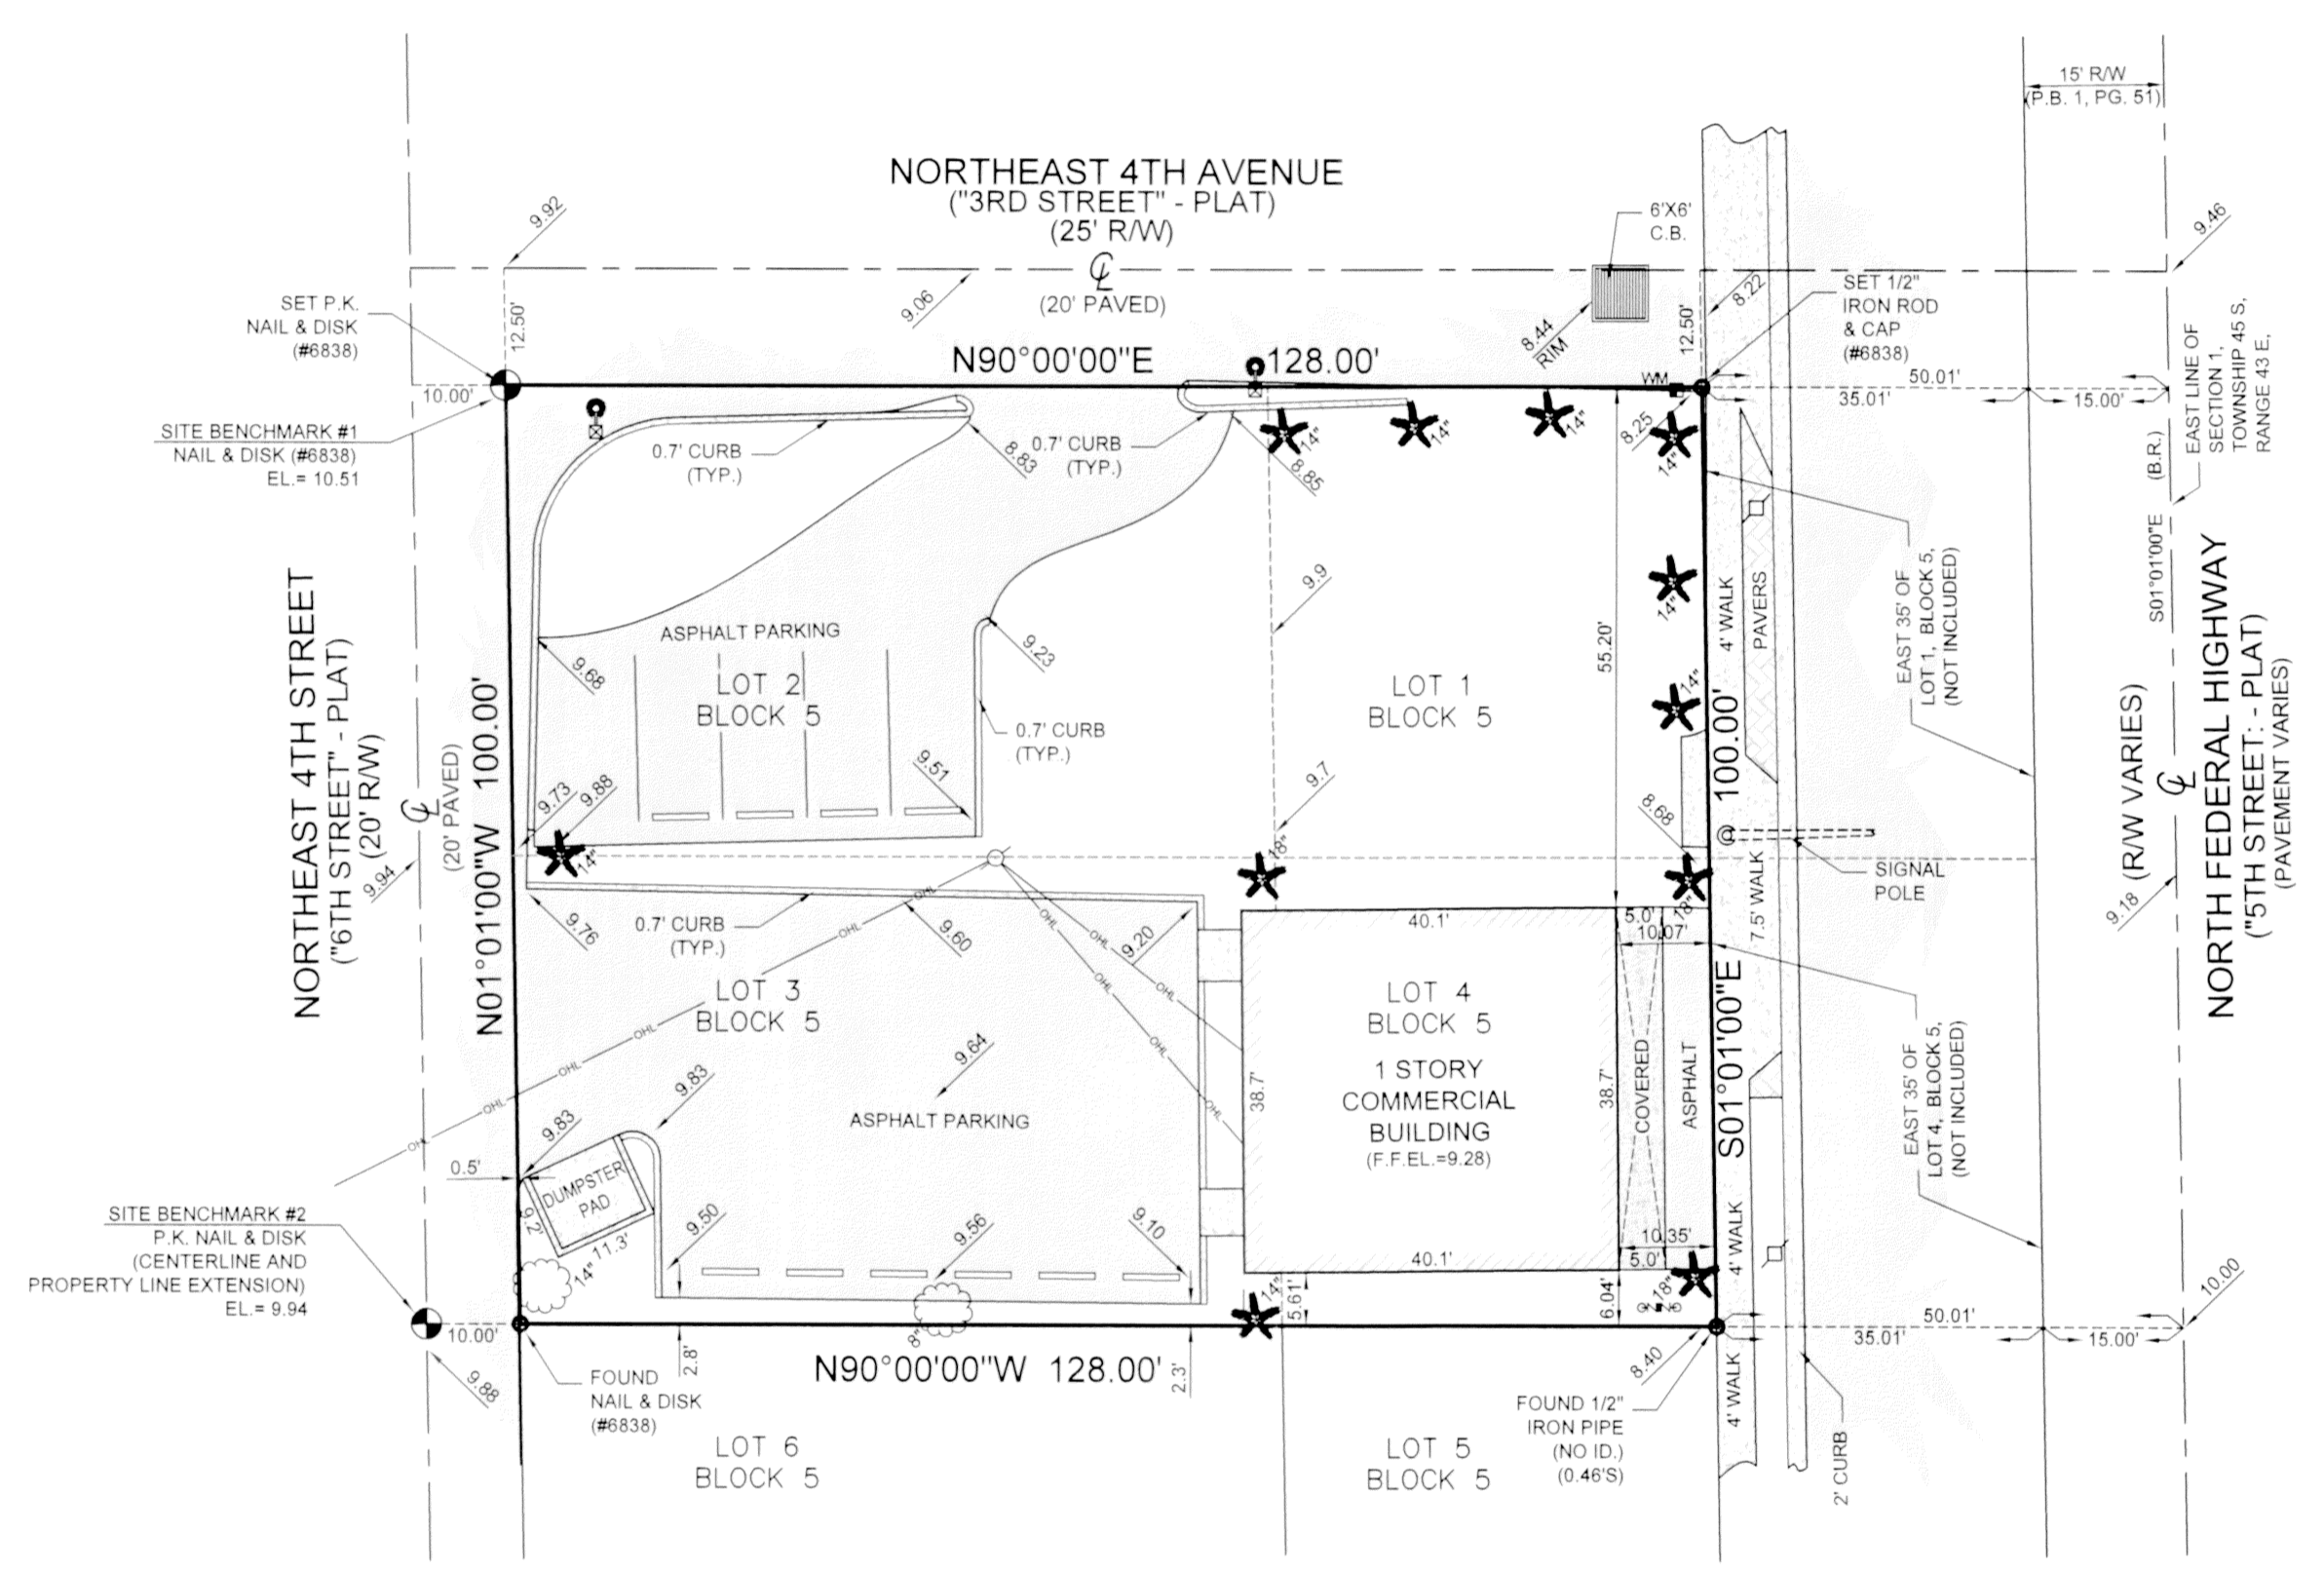 15' R/W
(P.B. 1, PG. 51)
NORTHEAST 4TH AVENUE
("3RD STREET" - PLAT)
(25' R/W)
℄
(20' PAVED)
9.92
9.06
9.46
6'X6'
C.B.
8.44
RIM
8.22
12.50'
12.50'
SET P.K.
NAIL & DISK
(#6838)
SET 1/2"
IRON ROD
& CAP
(#6838)
N90°00'00"E 128.00'
WM
10.00'
50.01'
35.01'
15.00'
SITE BENCHMARK #1
NAIL & DISK (#6838)
EL.= 10.51
0.7' CURB
(TYP.)
8.83
0.7' CURB
(TYP.)
8.85
14"
14"
14"
14"
8.25
(B.R.)
S01°01'00"E
EAST LINE OF
SECTION 1,
TOWNSHIP 45 S,
RANGE 43 E,
NORTHEAST 4TH STREET
("6TH STREET" - PLAT)
(20' R/W)
℄
(20' PAVED)
9.94
N01°01'00"W 100.00'
ASPHALT PARKING
9.68
LOT 2
BLOCK 5
9.23
9.9
0.7' CURB
(TYP.)
9.51
9.73
9.88
14"
LOT 1
BLOCK 5
55.20'
14"
14"
4' WALK
PAVERS
EAST 35' OF
LOT 1, BLOCK 5,
(NOT INCLUDED)
NORTH FEDERAL HIGHWAY
("5TH STREET: - PLAT)
(PAVEMENT VARIES)
(R/W VARIES)
℄
9.18
9.7
18"
8.68
18"
100.00'
S01°01'00"E
SIGNAL
POLE
7.5' WALK
9.76
0.7' CURB
(TYP.)
OHL
OHL
OHL
OHL
9.60
9.20
OHL
OHL
OHL
OHL
OHL
OHL
OHL
OHL
LOT 3
BLOCK 5
9.64
ASPHALT PARKING
40.1'
5.0'
10.07'
LOT 4
BLOCK 5
1 STORY
COMMERCIAL
BUILDING
(F.F.EL.=9.28)
38.7'
38.7'
COVERED
ASPHALT
40.1'
10.35'
5.0'
EAST 35' OF
LOT 4, BLOCK 5,
(NOT INCLUDED)
9.83
9.83
0.5'
DUMPSTER
PAD
9.2'
11.3'
14"
9.50
9.56
9.10
8"
14"
5.61'
6.04'
18"
4' WALK
SITE BENCHMARK #2
P.K. NAIL & DISK
(CENTERLINE AND
PROPERTY LINE EXTENSION)
EL.= 9.94
10.00'
9.88
FOUND
NAIL & DISK
(#6838)
2.8'
N90°00'00"W 128.00'
2.3'
50.01'
35.01'
15.00'
10.00
8.40
FOUND 1/2"
IRON PIPE
(NO ID.)
(0.46'S)
4' WALK
2' CURB
LOT 6
BLOCK 5
LOT 5
BLOCK 5